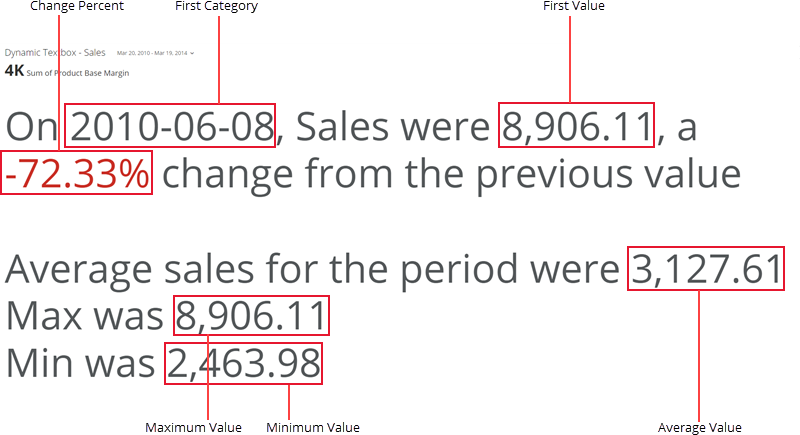 Change Percent First Category First Value
Dynamic Textbox - Sales Mar 20, 2010 - Mar 19, 2014
4K Sum of Product Base Margin
On 2010-06-08, Sales were 8,906.11, a
-72.33% change from the previous value
Average sales for the period were 3,127.61
Max was 8,906.11
Min was 2,463.98
Maximum Value Minimum Value Average Value